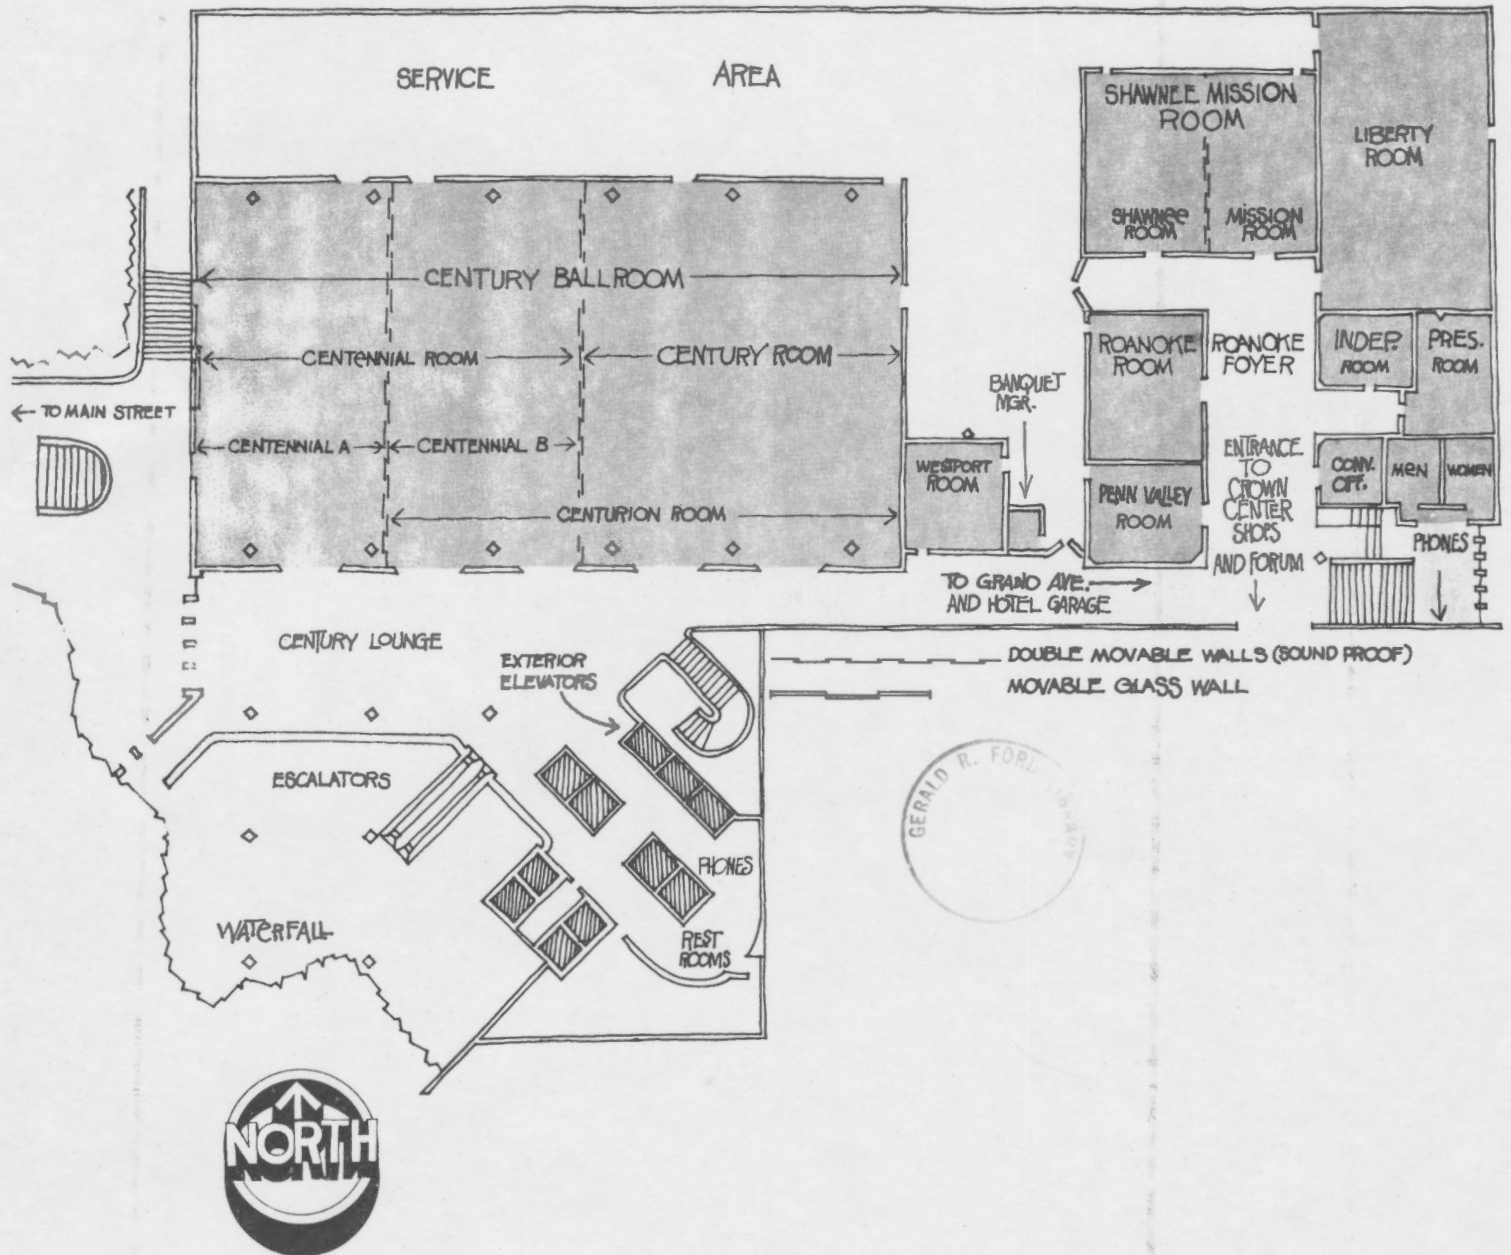 SERVICE AREA
SHAWNEE MISSION
ROOM
LIBERTY
ROOM
SHAWNEE
ROOM
MISSION
ROOM
CENTURY BALLROOM
CENTENNIAL ROOM
CENTURY ROOM
ROANOKE
ROOM
ROANOKE
FOYER
INDEP.
ROOM
PRES.
ROOM
BANQUET
MGR.
← TO MAIN STREET
CENTENNIAL A
CENTENNIAL B
WESTPORT
ROOM
PENN VALLEY
ROOM
ENTRANCE
TO
CROWN
CENTER
SHOPS
AND FORUM
CONV.
OFF.
MEN
WOMEN
CENTURION ROOM
PHONES
TO GRAND AVE. →
AND HOTEL GARAGE
CENTURY LOUNGE
EXTERIOR
ELEVATORS
DOUBLE MOVABLE WALLS (SOUND PROOF)
MOVABLE GLASS WALL
ESCALATORS
GERALD R. FORD
PHONES
WATERFALL
REST
ROOMS
NORTH